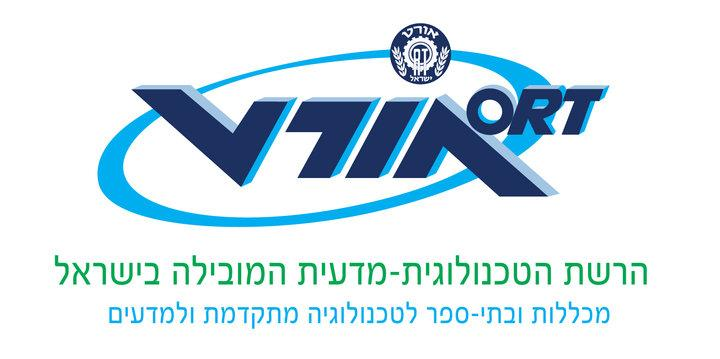 אורט
ישראל
אורט ORT
הרשת הטכנולוגית-מדעית המובילה בישראל
מכללות ובתי-ספר לטכנולוגיה מתקדמת ולמדעים